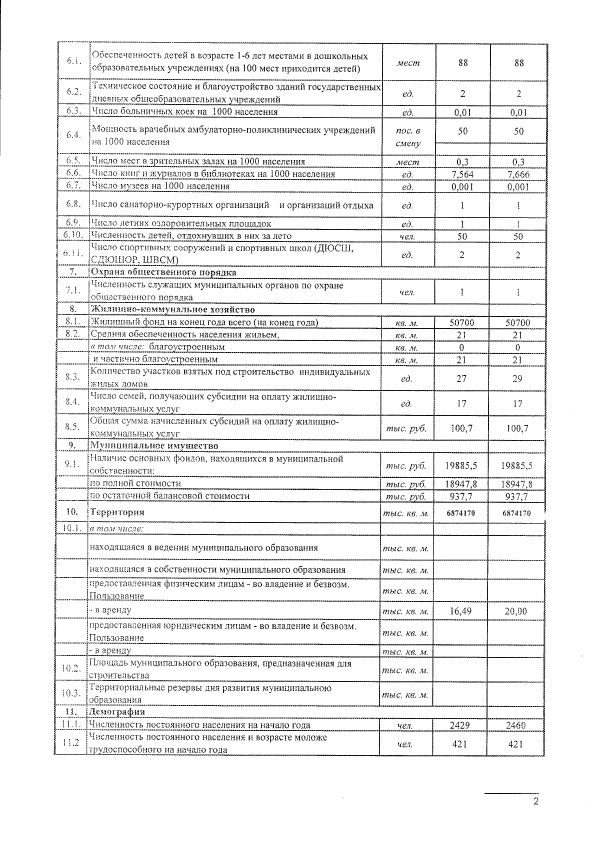 6.1. Обеспеченность детей в возрасте 1-6 лет местами в дошкольных
образовательных учреждениях (на 100 мест приходится детей) мест 88 88
6.2. Техническое состояние и благоустройство зданий государственных
дневных общеобразовательных учреждений ед. 2 2
6.3. Число больничных коек на 1000 населения ед. 0,01 0,01
6.4. Мощность врачебных амбулаторно-поликлинических учреждений пос. в 50 50
на 1000 населения смену
6.5. Число мест в зрительных залах на 1000 населения мест 0,3 0,3
6.6. Число книг и журналов в библиотеках на 1000 населения ед. 7,564 7,666
6.7. Число музеев на 1000 населения ед. 0,001 0,001
6.8. Число санаторно-курортных организаций и организаций отдыха ед. 1 1
6.9. Число летних оздоровительных площадок ед. 1 1
6.10. Численность детей, отдохнувших в них за лето чел. 50 50
6.11. Число спортивных сооружений и спортивных школ (ДЮСШ,
СДЮШОР, ШВСМ) ед. 2 2
7. Охрана общественного порядка
7.1. Численность служащих муниципальных органов по охране
общественного порядка чел. 1 1
8. Жилищно-коммунальное хозяйство
8.1. Жилищный фонд на конец года всего (на конец года) кв. м. 50700 50700
8.2. Средняя обеспеченность населения жильем, кв. м. 21 21
в том числе: благоустроенным кв. м. 0 0
и частично благоустроенным кв. м. 21 21
8.3. Количество участков взятых под строительство индивидуальных
жилых домов ед. 27 29
8.4. Число семей, получающих субсидии на оплату жилищно-
коммунальных услуг ед. 17 17
8.5. Общая сумма начисленных субсидий на оплату жилищно-
коммунальных услуг тыс. руб. 100,7 100,7
9. Муниципальное имущество
9.1. Наличие основных фондов, находящихся в муниципальной
собственности: тыс. руб. 19885,5 19885,5
по полной стоимости тыс. руб. 18947,8 18947,8
по остаточной балансовой стоимости тыс. руб. 937,7 937,7
10. Территория тыс. кв. м. 6874170 6874170
10.1. в том числе:
находящаяся в ведении муниципального образования тыс. кв. м.
находящаяся в собственности муниципального образования тыс. кв. м.
предоставленная физическим лицам - во владение и безвозм.
Пользование тыс. кв. м.
- в аренду тыс. кв. м. 16,49 20,00
предоставленная юридическим лицам - во владение и безвозм.
Пользование тыс. кв. м.
- в аренду тыс. кв. м.
10.2. Площадь муниципального образования, предназначенная для
строительства тыс. кв. м.
10.3. Территориальные резервы дня развития муниципальною
образования тыс. кв. м.
11. Демография
11.1. Численность постоянного населения на начало года чел. 2429 2460
11.2 Численность постоянного населения и возрасте моложе
трудоспособного на начало года чел. 421 421
2